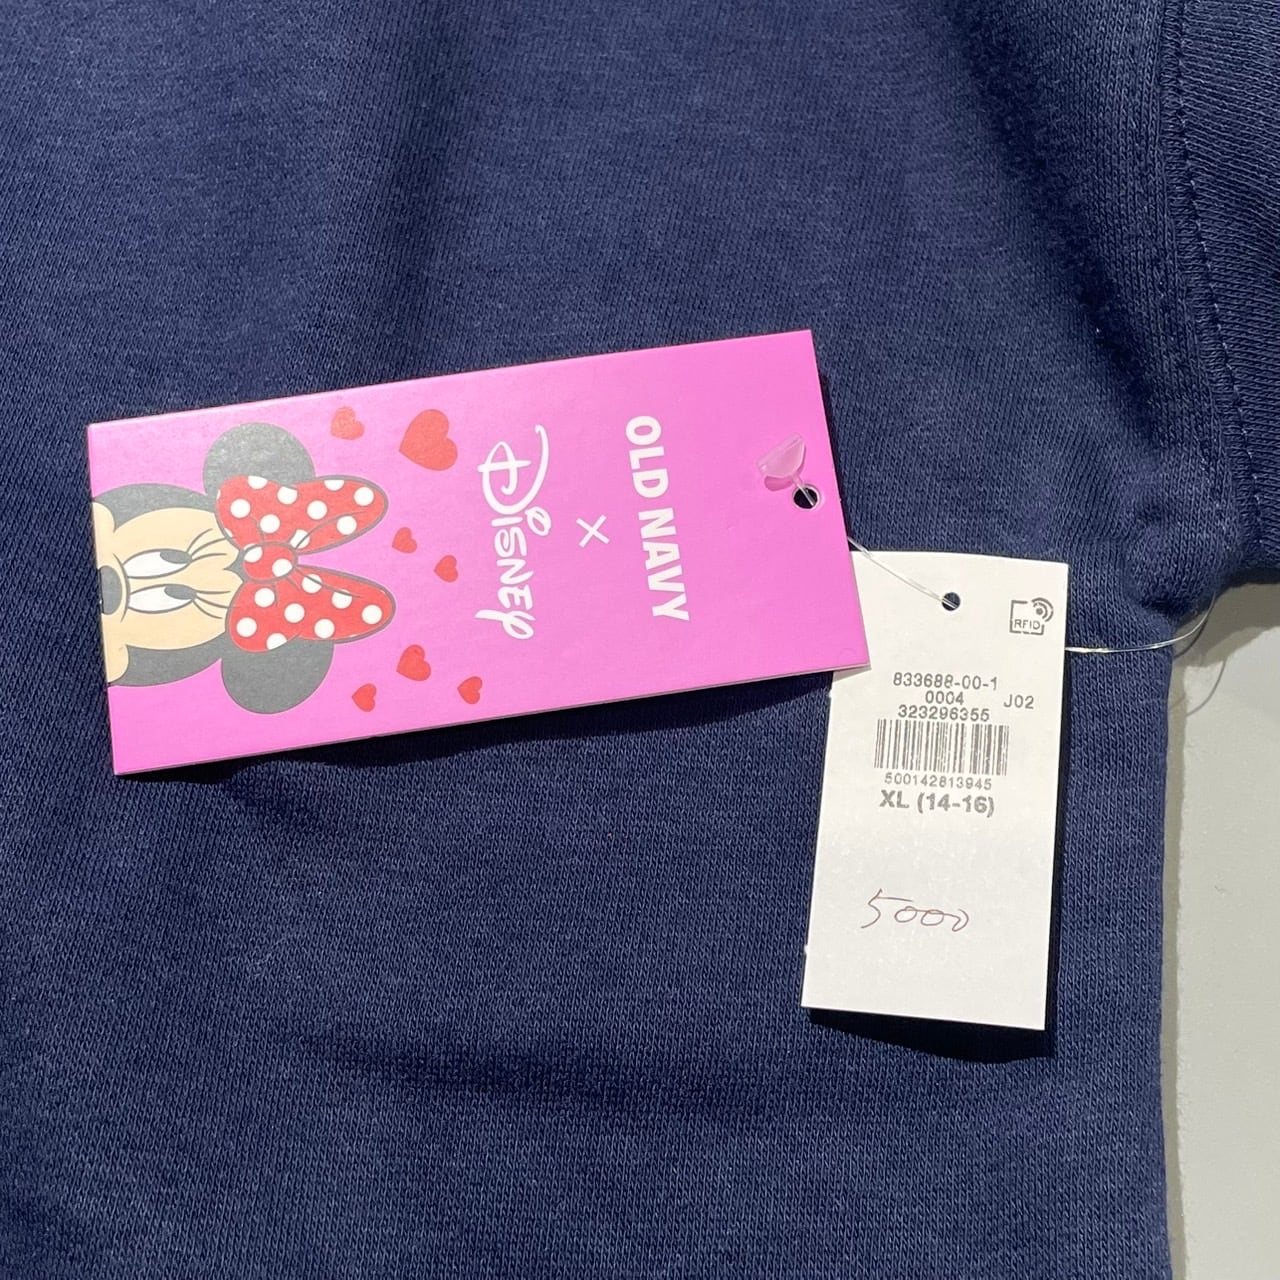 OLD NAVY
×
Disney
RFID
833688-00-1
0004 J02
323296355
500142813945
XL (14-16)
5000